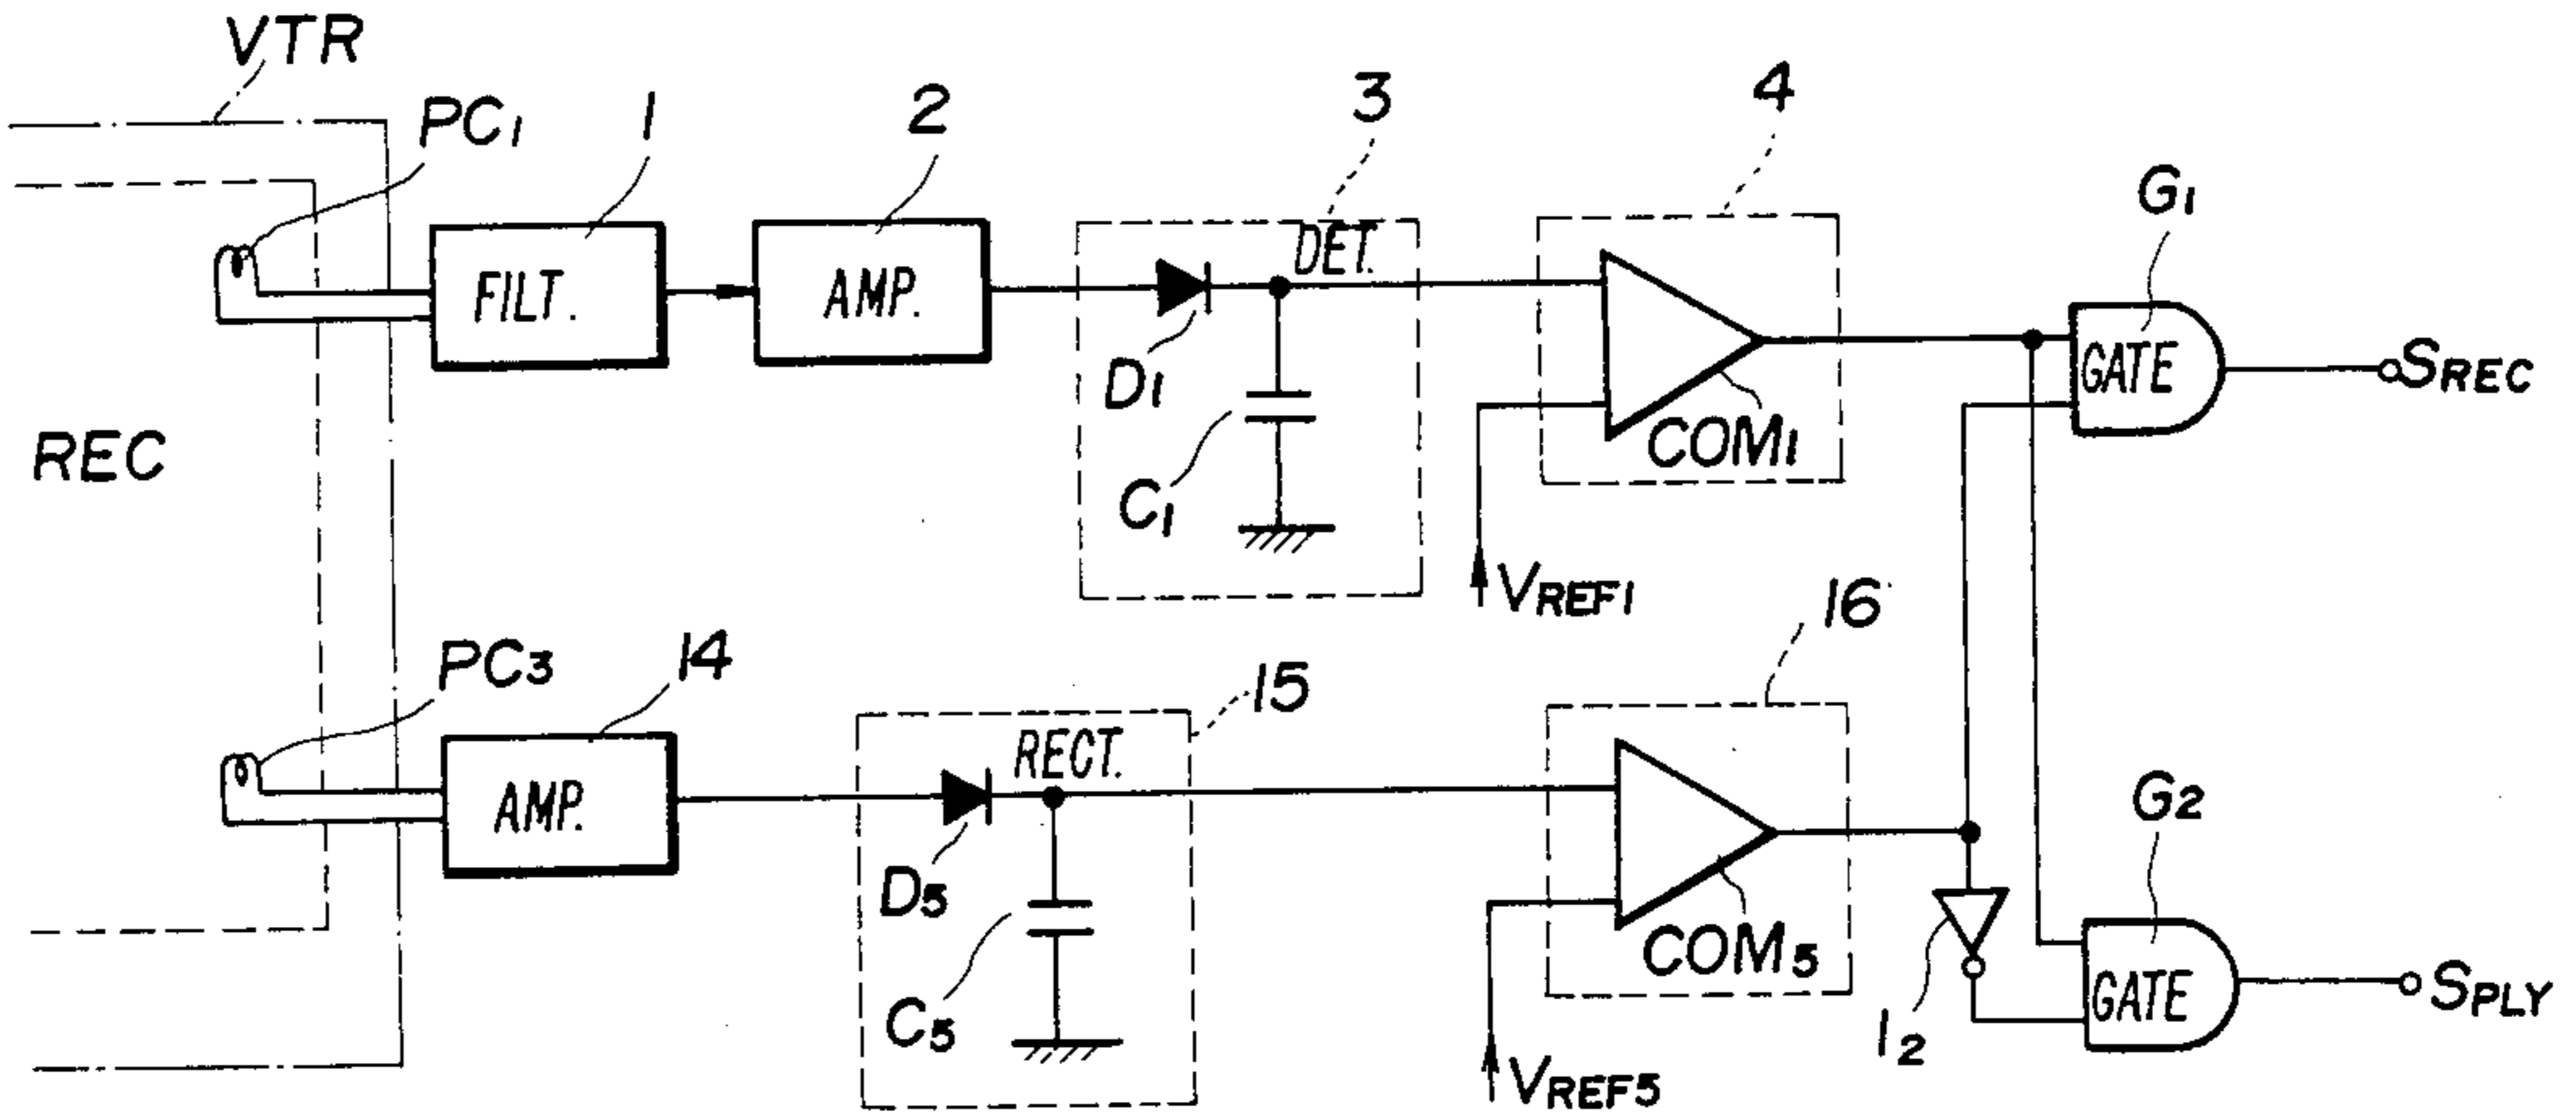 VTR
PC1
1
2
3
4
G1
FILT.
AMP.
DET.
D1
C1
COM1
GATE
SREC
REC
VREF1
16
PC3
14
15
AMP.
RECT.
D5
C5
COM5
G2
I2
GATE
SPLY
VREF5